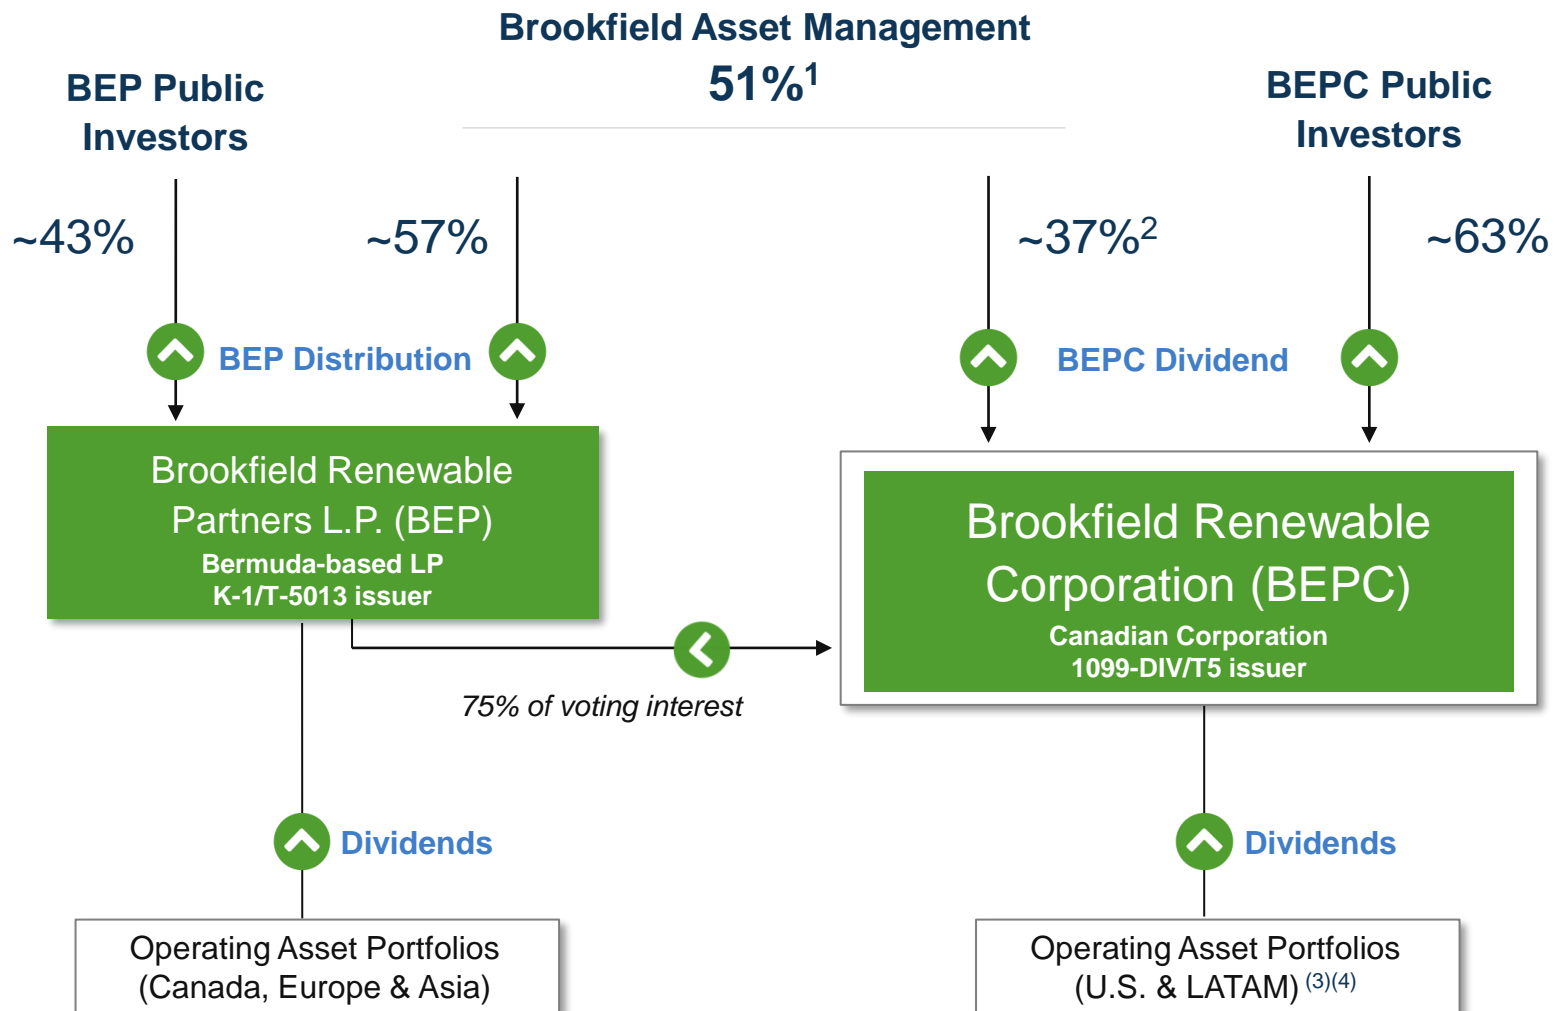 Brookfield Asset Management
51%¹
BEP Public
Investors
BEPC Public
Investors
~43%
~57%
~37%²
~63%
BEP Distribution
BEPC Dividend
Brookfield Renewable
Partners L.P. (BEP)
Bermuda-based LP
K-1/T-5013 issuer
Brookfield Renewable
Corporation (BEPC)
Canadian Corporation
1099-DIV/T5 issuer
75% of voting interest
Dividends
Dividends
Operating Asset Portfolios
(Canada, Europe & Asia)
Operating Asset Portfolios
(U.S. & LATAM) (3)(4)